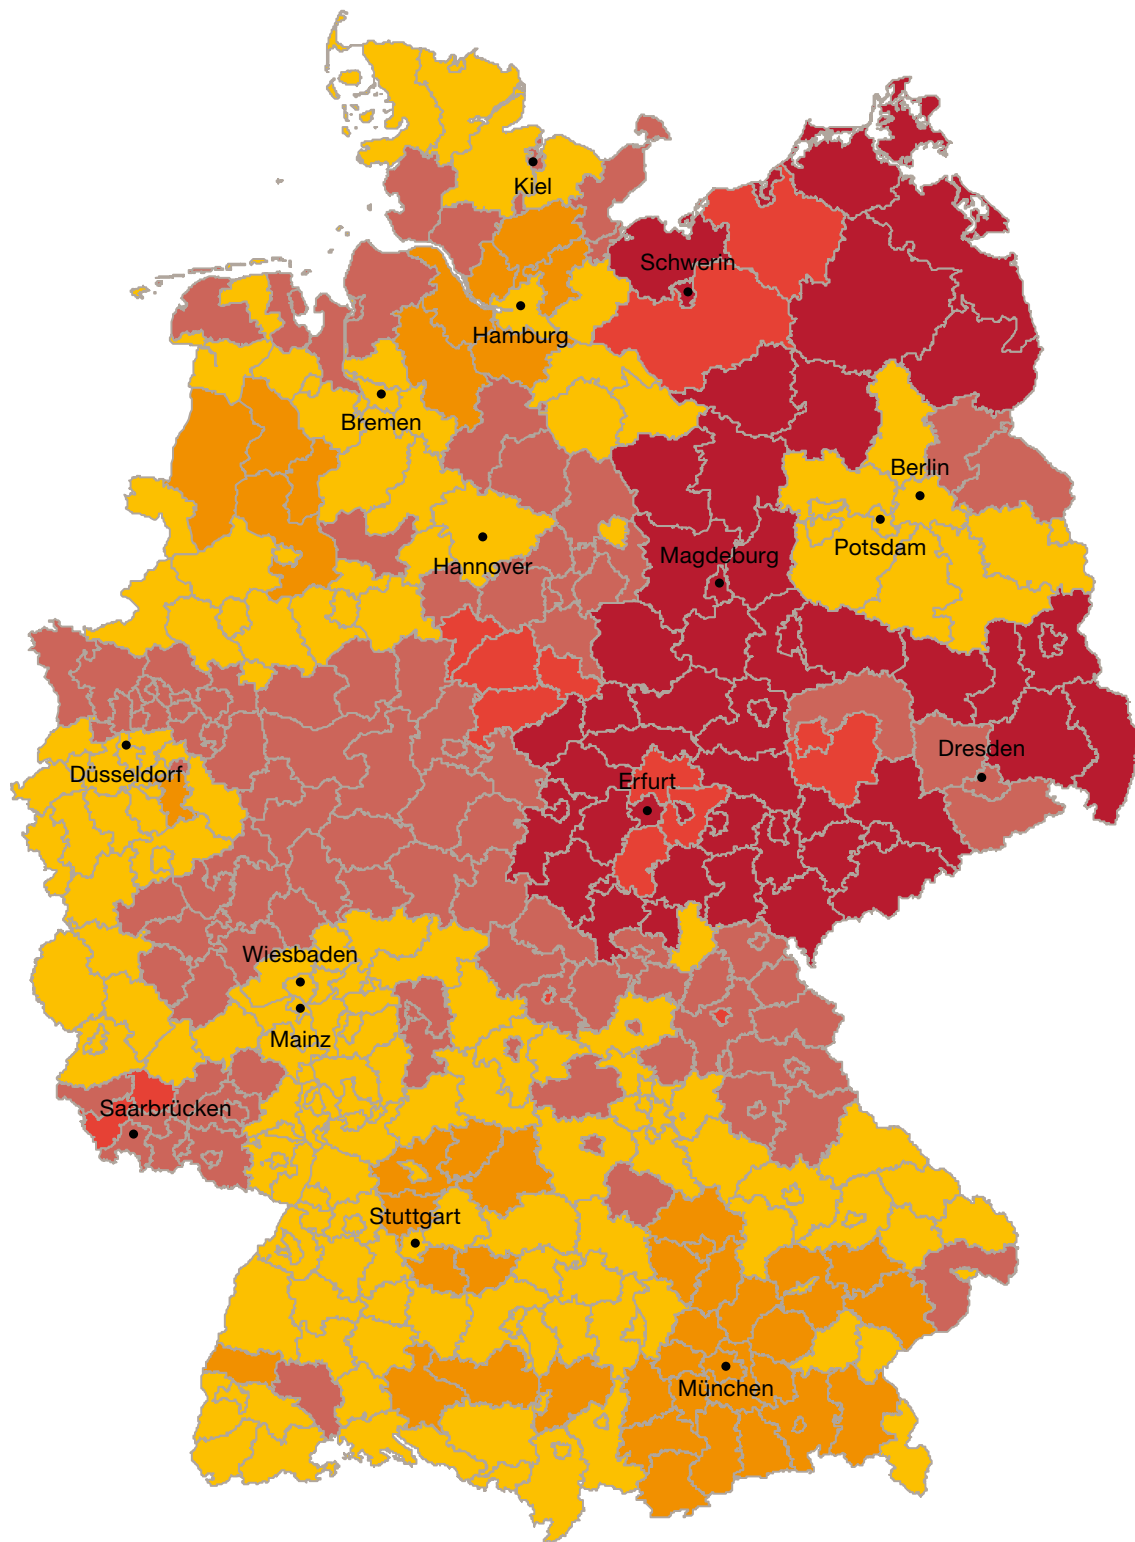 Kiel
Schwerin
Hamburg
Bremen
Berlin
Potsdam
Hannover
Magdeburg
Düsseldorf
Dresden
Erfurt
Wiesbaden
Mainz
Saarbrücken
Stuttgart
München